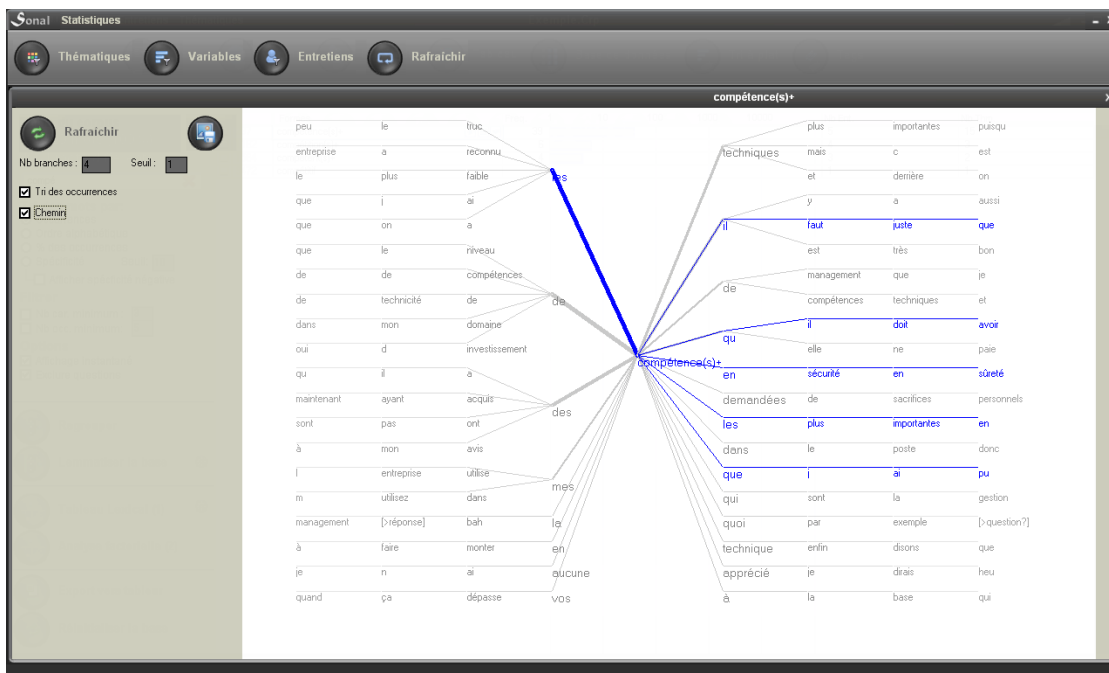 Sonal Statistiques
Thématiques Variables Entretiens Rafraîchir
compétence(s)+
Rafraîchir
Nb branches : 4 Seuil : 1
Tri des occurrences
Chemin
peu le truc
entreprise a reconnu
le plus faible
que j ai
que on a
les
que le niveau
de de compétences
de technicité de
dans mon domaine
oui d investissement
de
qu il a
maintenant ayant acquis
sont pas ont
à mon avis
des
l entreprise utilise
m utilisez dans
mes
management [>réponse] bah la
à faire monter en
je n ai aucune
quand ça dépasse vos
compétence(s)+
techniques
plus importantes puisqu
mais c est
et derrière on
il
y a aussi
faut juste que
est très bon
de
management que je
compétences techniques et
qu
il doit avoir
elle ne paie
en sécurité en sûreté
demandées de sacrifices personnels
les plus importantes en
dans le poste donc
que j ai pu
qui sont la gestion
quoi par exemple [>question?]
technique enfin disons que
apprécié je dirais heu
à la base qui